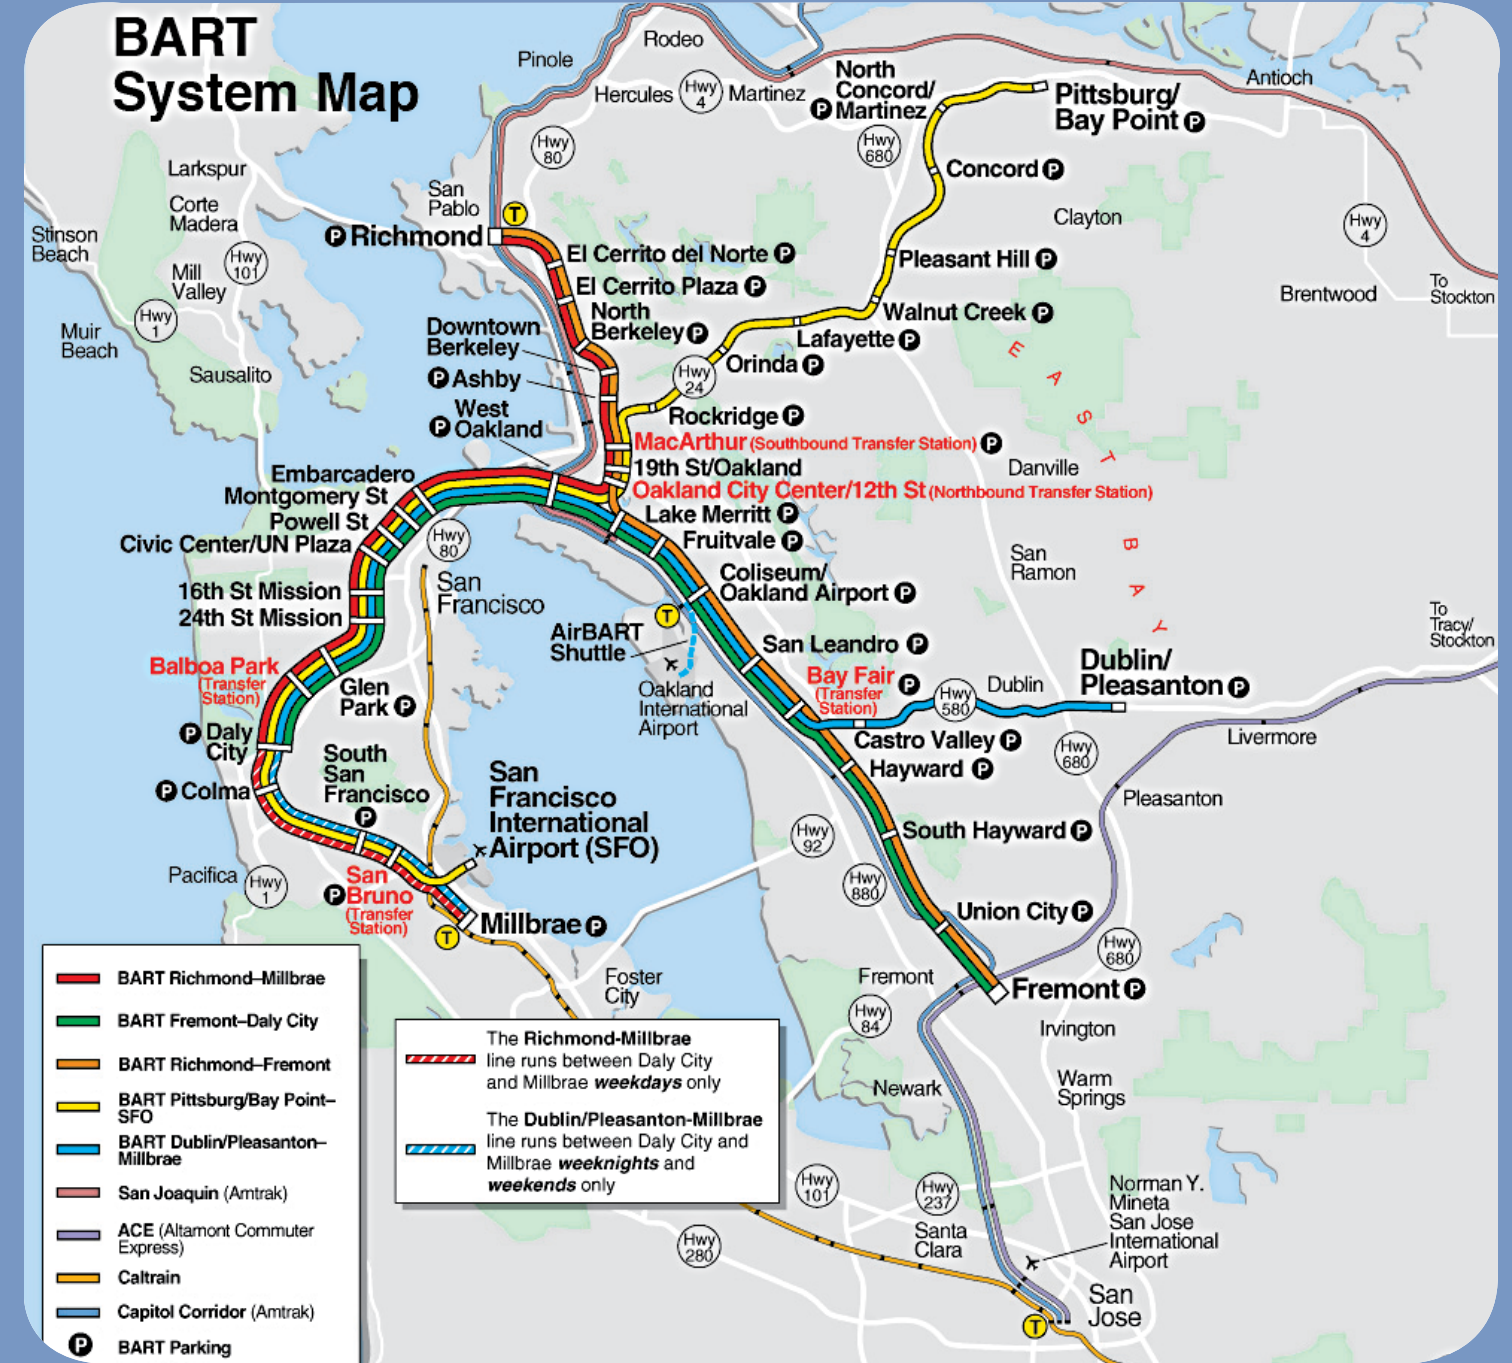 BART
System Map
Pinole
Rodeo
Hercules
Hwy
4
Martinez
North
Concord/
Martinez
P
Pittsburg/
Bay Point P
Antioch
Hwy
80
Hwy
680
Larkspur
Corte
Madera
San
Pablo
T
Concord P
Clayton
Hwy
4
Stinson
Beach
Hwy
101
Mill
Valley
P Richmond
El Cerrito del Norte P
Pleasant Hill P
El Cerrito Plaza P
To
Stockton
Brentwood
Hwy
1
Muir
Beach
North
Berkeley P
Walnut Creek P
Downtown
Berkeley
Lafayette P
Sausalito
P Ashby
Hwy
24
Orinda P
EAST
BAY
West
P Oakland
Rockridge P
MacArthur (Southbound Transfer Station) P
19th St/Oakland
Danville
Oakland City Center/12th St (Northbound Transfer Station)
Embarcadero
Montgomery St
Powell St
Civic Center/UN Plaza
Lake Merritt P
Fruitvale P
Hwy
80
San
Francisco
San
Ramon
Coliseum/
Oakland Airport P
16th St Mission
24th St Mission
T
AirBART
Shuttle
San Leandro P
To
Tracy/
Stockton
Balboa Park
(Transfer
Station)
Glen
Park P
Oakland
International
Airport
Bay Fair P
(Transfer
Station)
Hwy
580
Dublin
Dublin/
Pleasanton P
P Daly
City
Castro Valley P
Hwy
680
Livermore
South
San
Francisco
P
Hayward P
P Colma
San
Francisco
International
Airport (SFO)
Pleasanton
Hwy
92
South Hayward P
Pacifica
Hwy
1
P San
Bruno
(Transfer
Station)
Hwy
880
Millbrae P
T
Union City P
Hwy
680
Foster
City
Fremont
Fremont P
Hwy
84
Irvington
Newark
Warm
Springs
BART Richmond–Millbrae
BART Fremont–Daly City
BART Richmond–Fremont
BART Pittsburg/Bay Point–
SFO
BART Dublin/Pleasanton–
Millbrae
San Joaquin (Amtrak)
ACE (Altamont Commuter
Express)
Caltrain
Capitol Corridor (Amtrak)
P BART Parking
The Richmond-Millbrae
line runs between Daly City
and Millbrae weekdays only
The Dublin/Pleasanton-Millbrae
line runs between Daly City and
Millbrae weeknights and
weekends only
Hwy
101
Hwy
237
Hwy
280
Santa
Clara
Norman Y.
Mineta
San Jose
International
Airport
San
Jose
T